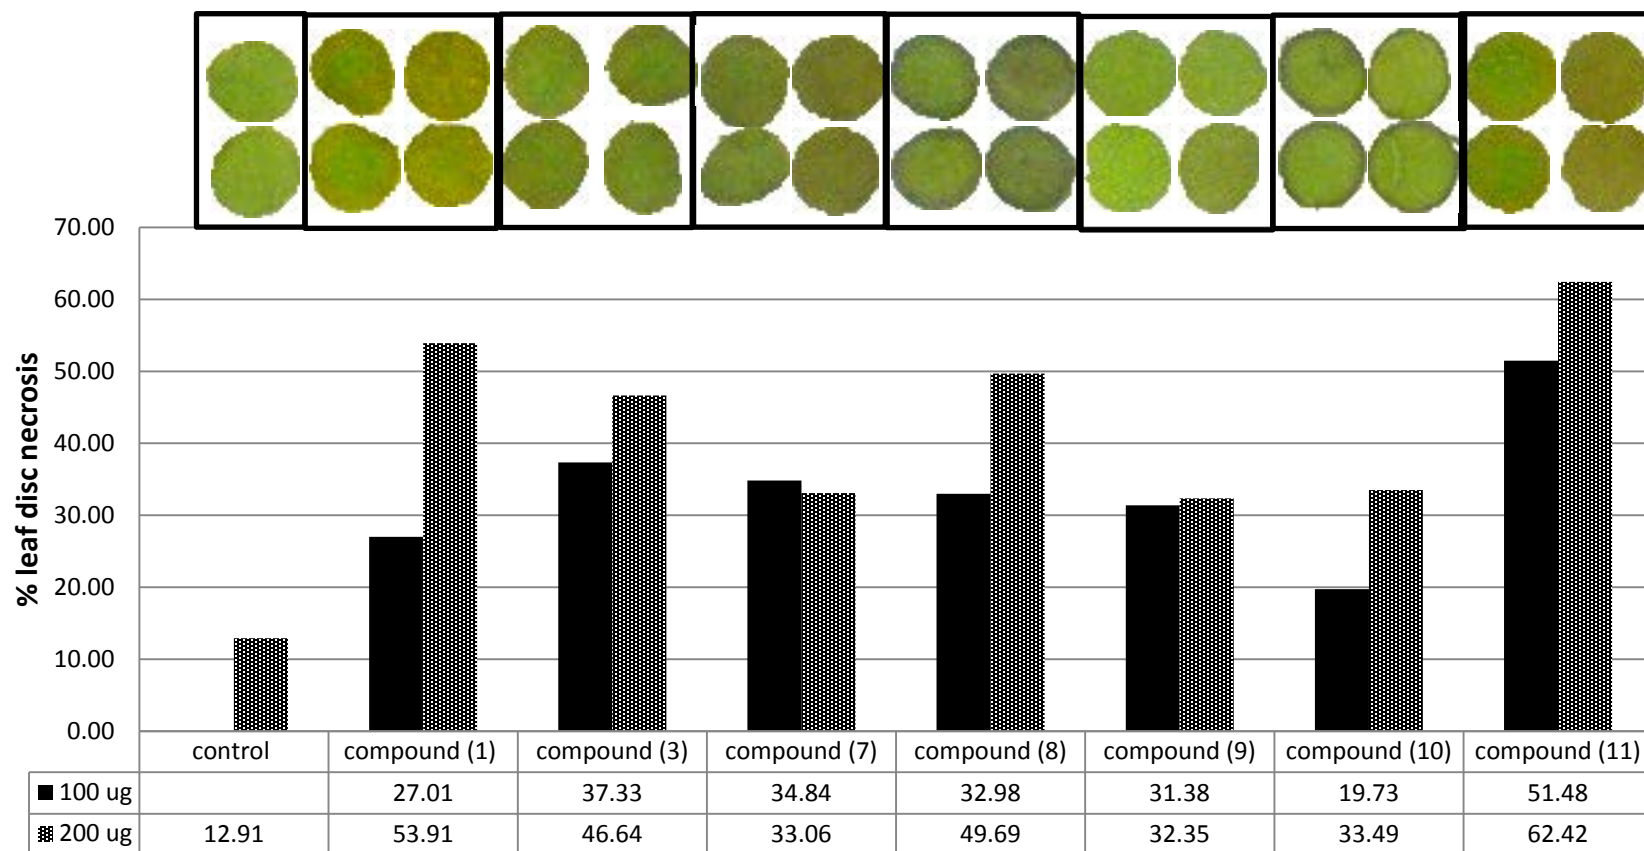 70.00
60.00
50.00
40.00
30.00
20.00
10.00
0.00
% leaf disc necrosis
control compound (1) compound (3) compound (7) compound (8) compound (9) compound (10) compound (11)
100 ug 27.01 37.33 34.84 32.98 31.38 19.73 51.48
200 ug 12.91 53.91 46.64 33.06 49.69 32.35 33.49 62.42